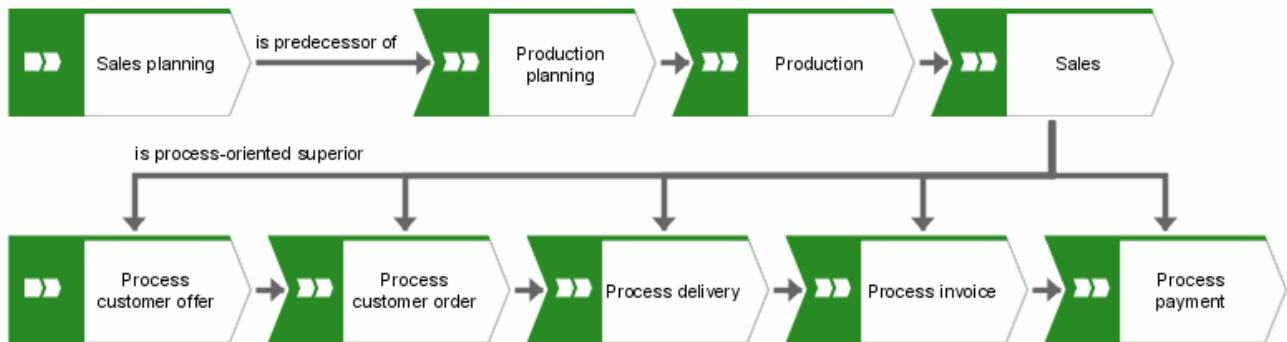 Sales planning
is predecessor of
Production
planning
Production
Sales
is process-oriented superior
Process
customer offer
Process
customer order
Process delivery
Process invoice
Process
payment